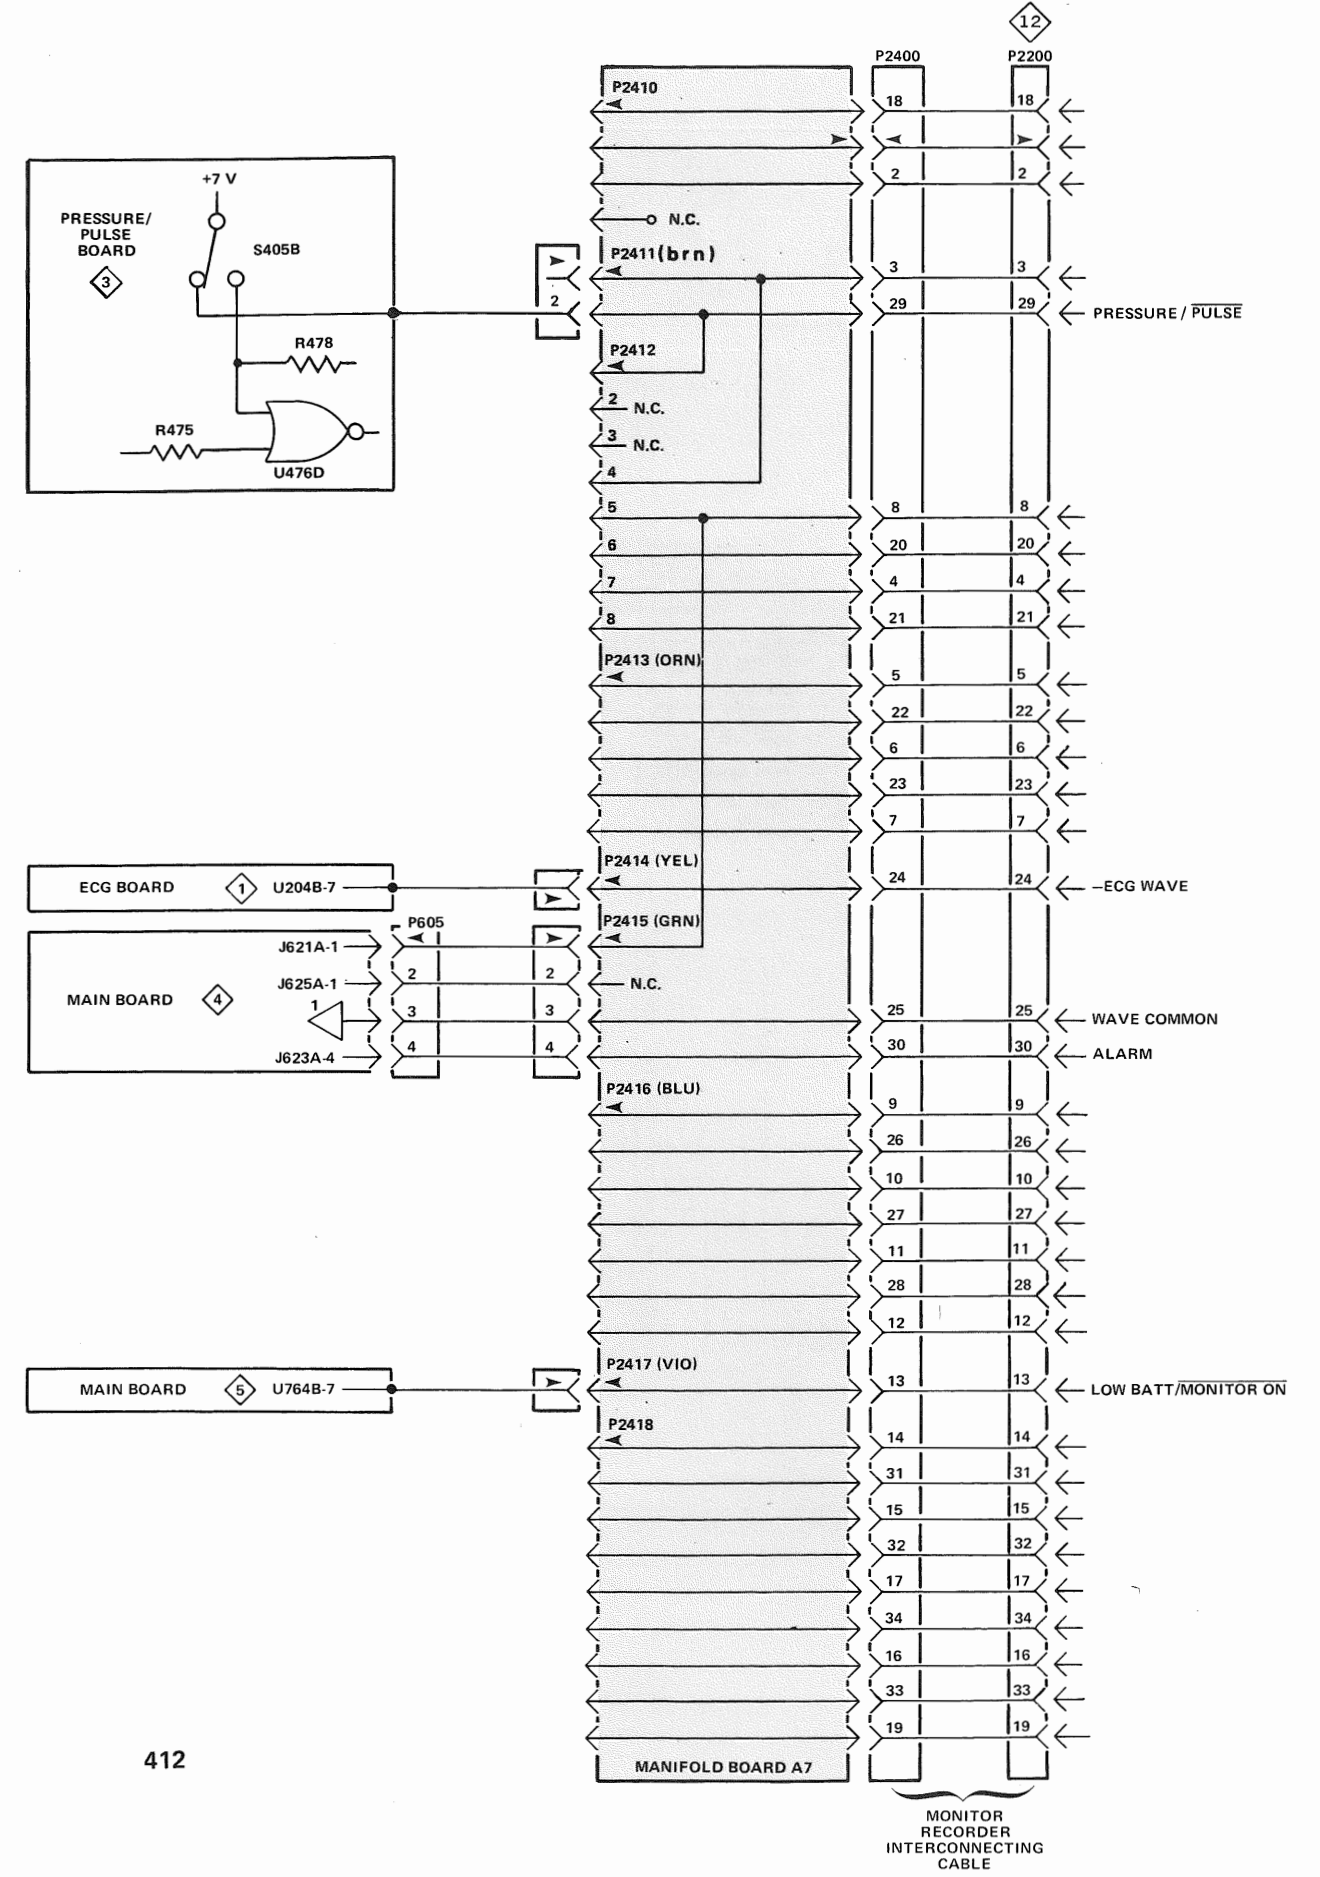 12
P2400 P2200
P2410
18 18
+7 V
2 2
PRESSURE/
PULSE
BOARD
3
S405B
N.C.
P2411(brn)
3 3
2
29 29 PRESSURE / PULSE
R478
P2412
2 N.C.
R475
3 N.C.
U476D
4
5 8 8
6 20 20
7 4 4
8 21 21
P2413 (ORN)
5 5
22 22
6 6
23 23
7 7
P2414 (YEL)
ECG BOARD 1 U204B-7 24 24 –ECG WAVE
P605
P2415 (GRN)
J621A-1
J625A-1 2 2 N.C.
MAIN BOARD 4
1 3 3 25 25 WAVE COMMON
J623A-4 4 4 30 30 ALARM
P2416 (BLU)
9 9
26 26
10 10
27 27
11 11
28 28
12 12
P2417 (VIO)
MAIN BOARD 5 U764B-7 13 13 LOW BATT/MONITOR ON
P2418
14 14
31 31
15 15
32 32
17 17
34 34
16 16
33 33
19 19
412
MANIFOLD BOARD A7
MONITOR
RECORDER
INTERCONNECTING
CABLE